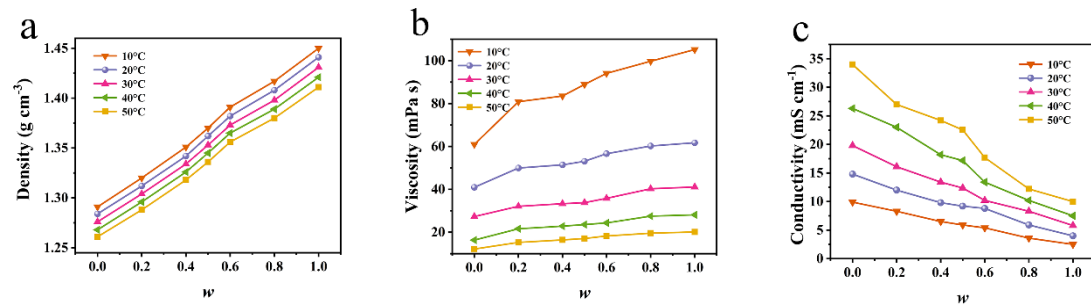 a
Density (g cm⁻³)
1.45
1.40
1.35
1.30
1.25
10°C
20°C
30°C
40°C
50°C
0.0 0.2 0.4 0.6 0.8 1.0
w
b
Viscosity (mPa s)
100
80
60
40
20
10°C
20°C
30°C
40°C
50°C
0.0 0.2 0.4 0.6 0.8 1.0
w
c
Conductivity (mS cm⁻¹)
35
30
25
20
15
10
5
0
10°C
20°C
30°C
40°C
50°C
0.0 0.2 0.4 0.6 0.8 1.0
w